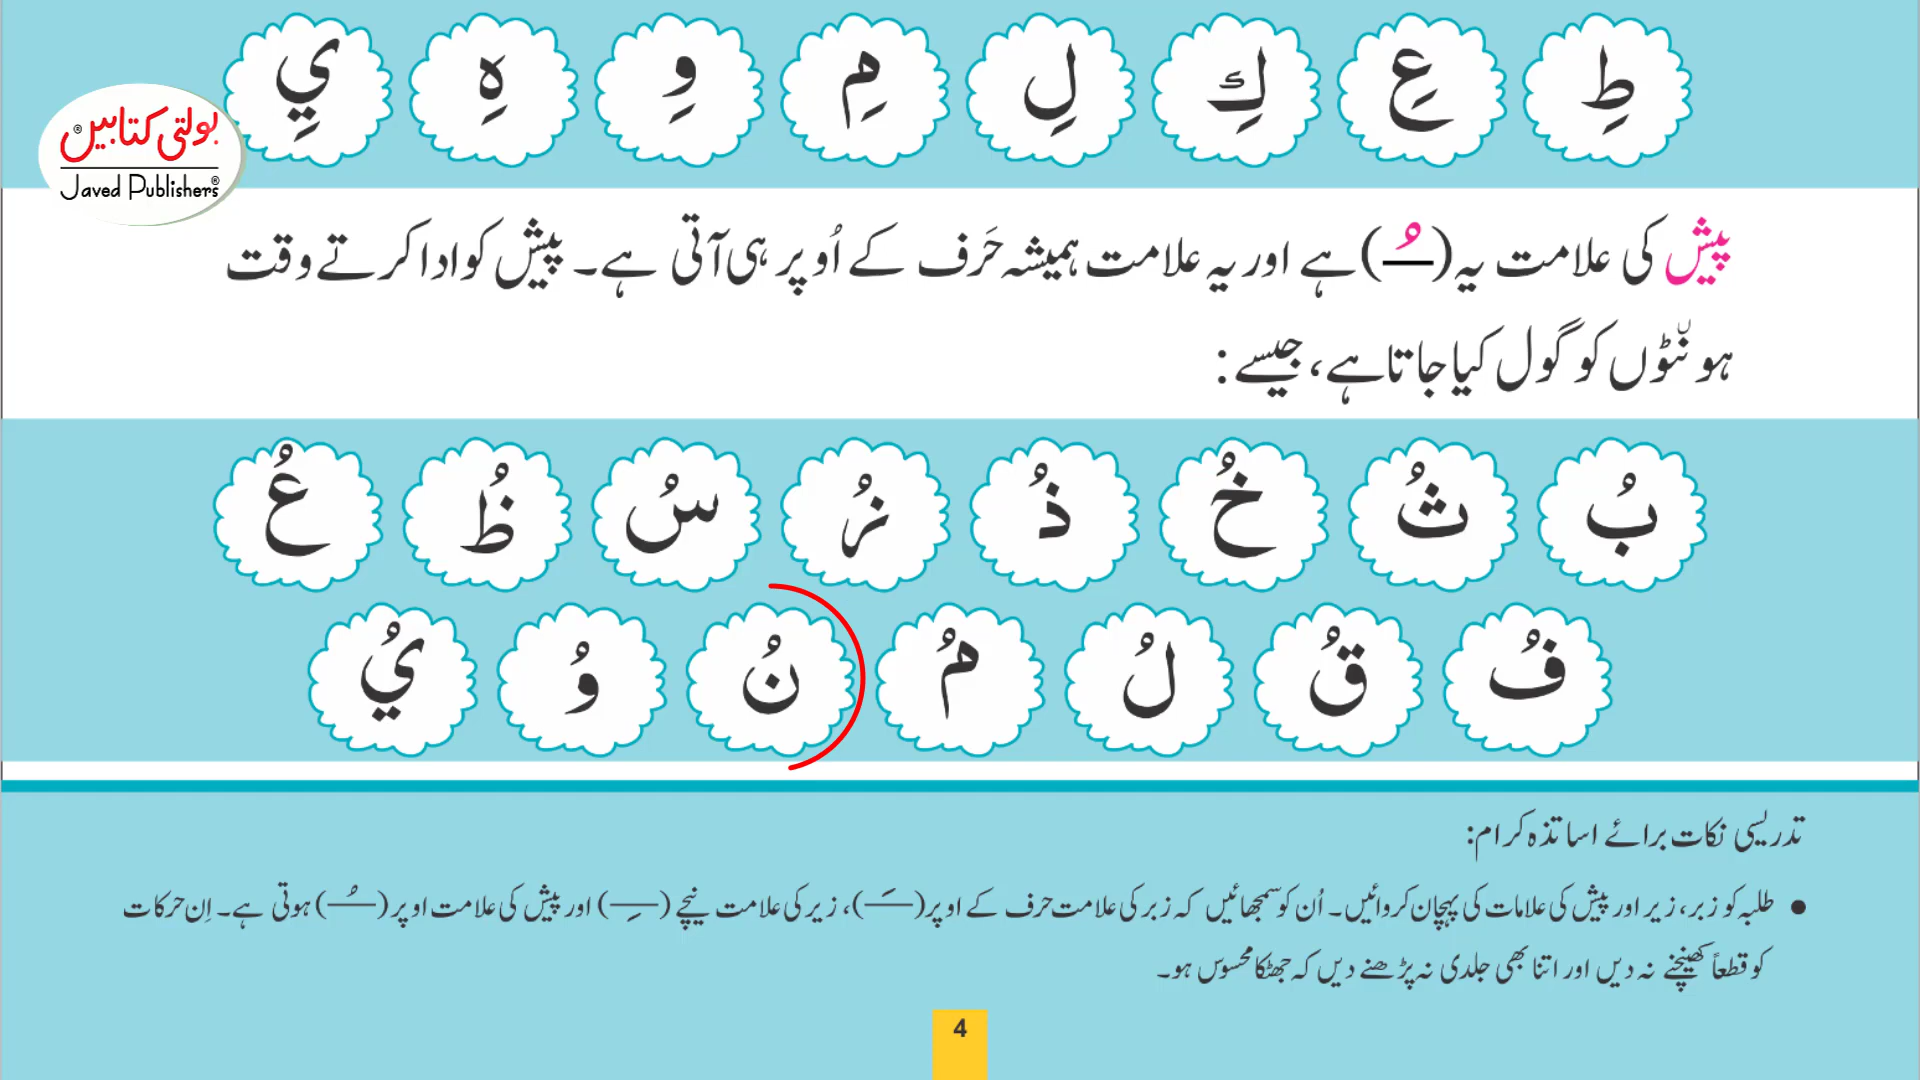 طِ عِ كِ لِ مِ وِ هِ يِ
بولتی کتابیں®
Javed Publishers®
پیش کی علامت یہ (ـُـ) ہے اور یہ علامت ہمیشہ حَرف کے اُوپر ہی آتی ہے۔ پیش کو ادا کرتے وقت
ہونٹوں کو گول کیا جاتا ہے، جیسے:
بُ ثُ خُ ذُ زُ سُ ظُ عُ
فُ قُ لُ مُ نُ وُ يُ
تدریسی نکات برائے اساتذہ کرام:
● طلبہ کو زبر، زیر اور پیش کی علامات کی پہچان کروائیں۔ اُن کو سمجھائیں کہ زبر کی علامت حرف کے اوپر (ـَـ)، زیر کی علامت نیچے (ـِـ) اور پیش کی علامت اوپر (ـُـ) ہوتی ہے۔ اِن حرکات
کو قطعاً کھینچنے نہ دیں اور اتنا بھی جلدی نہ پڑھنے دیں کہ جھٹکا محسوس ہو۔
4